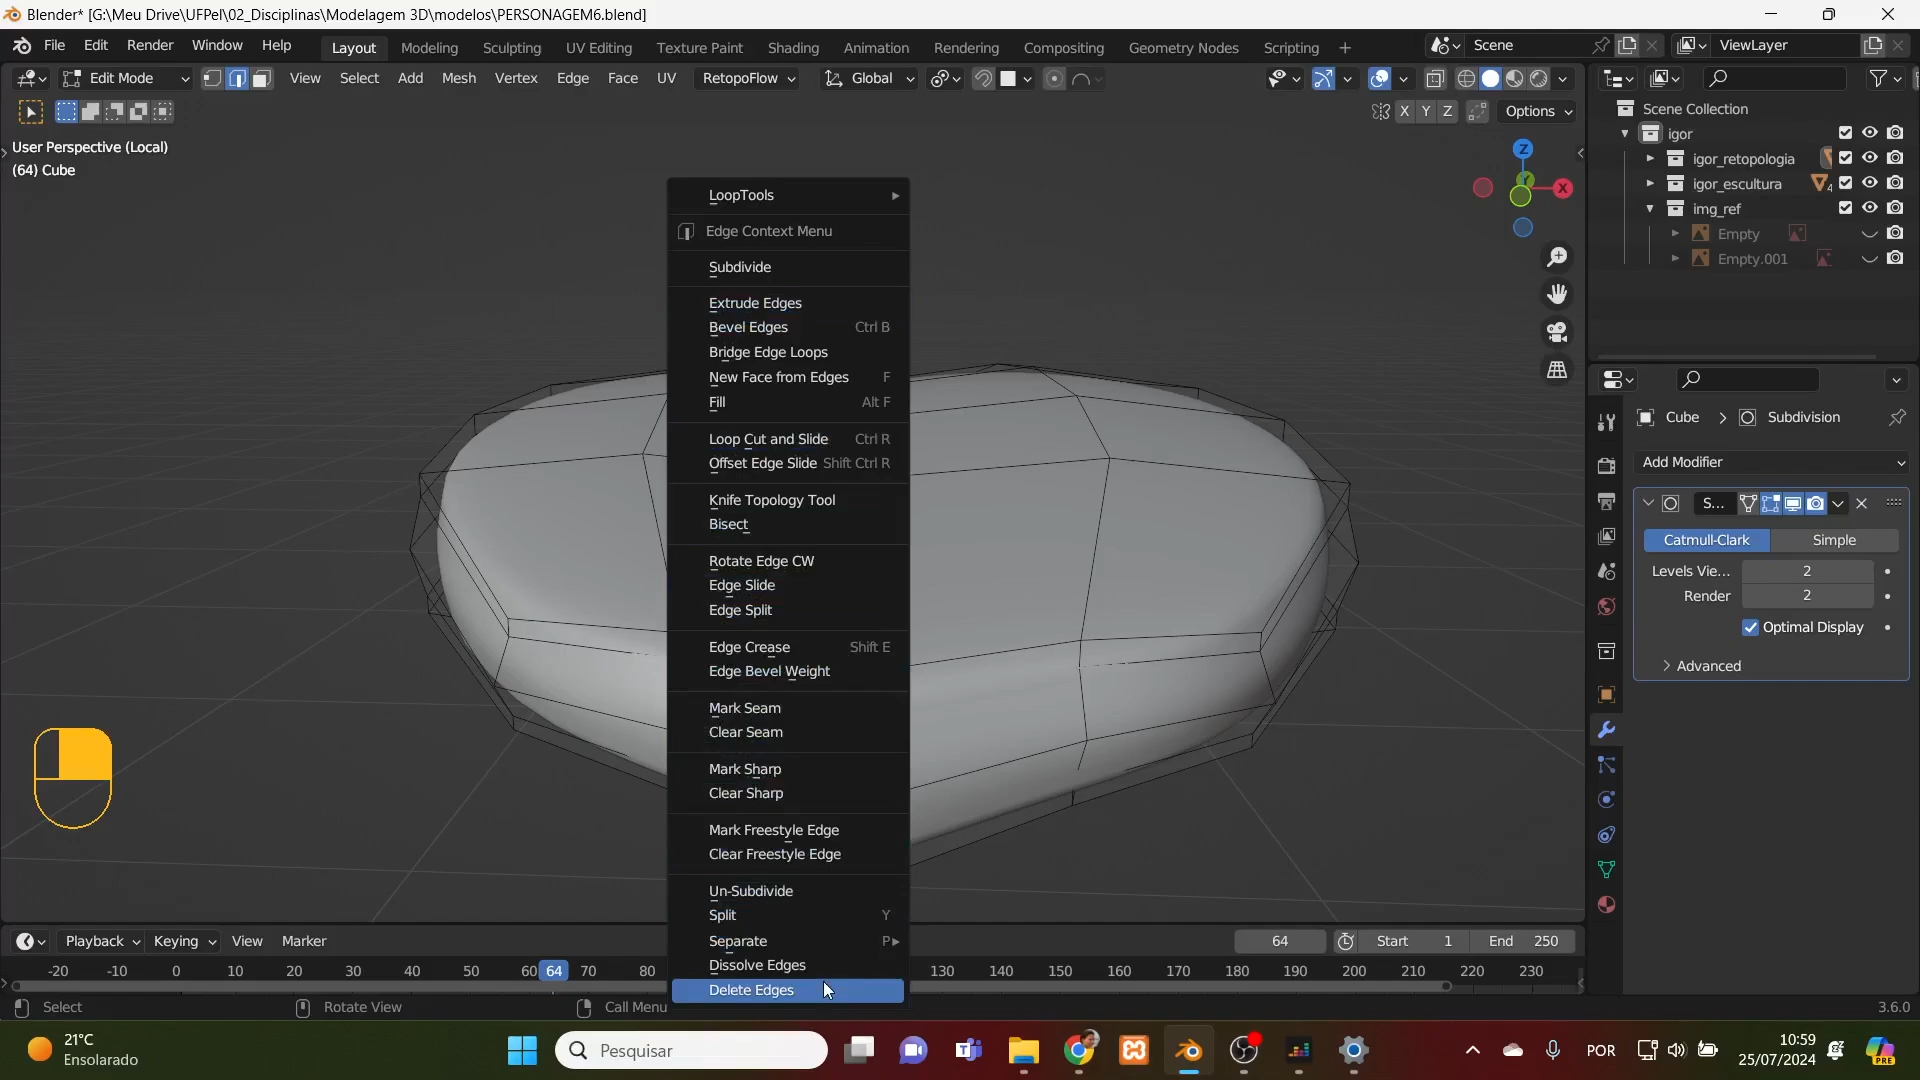 Blender* [G:\Meu Drive\UFPel\02_Disciplinas\Modelagem 3D\modelos\PERSONAGEM6.blend]
File Edit Render Window Help Layout Modeling Sculpting UV Editing Texture Paint Shading Animation Rendering Compositing Geometry Nodes Scripting + Scene ViewLayer
Edit Mode View Select Add Mesh Vertex Edge Face UV RetopoFlow Global
X Y Z Options
User Perspective (Local)
(64) Cube
Z
X
Scene Collection
igor
igor_retopologia
igor_escultura 4
img_ref
Empty
Empty.001
LoopTools
Edge Context Menu
Subdivide
Extrude Edges
Bevel Edges Ctrl B
Bridge Edge Loops
New Face from Edges F
Fill Alt F
Loop Cut and Slide Ctrl R
Offset Edge Slide Shift Ctrl R
Knife Topology Tool
Bisect
Rotate Edge CW
Edge Slide
Edge Split
Edge Crease Shift E
Edge Bevel Weight
Mark Seam
Clear Seam
Mark Sharp
Clear Sharp
Mark Freestyle Edge
Clear Freestyle Edge
Un-Subdivide
Split Y
Separate P
Dissolve Edges
Delete Edges
Cube Subdivision
Add Modifier
S...
Catmull-Clark Simple
Levels Vie... 2
Render 2
Optimal Display
Advanced
Playback Keying View Marker 64 Start 1 End 250
-20 -10 0 10 20 30 40 50 60 64 70 80 130 140 150 160 170 180 190 200 210 220 230
Select Rotate View Call Menu 3.6.0
21°C
Ensolarado
Pesquisar
POR
10:59
25/07/2024
PRE